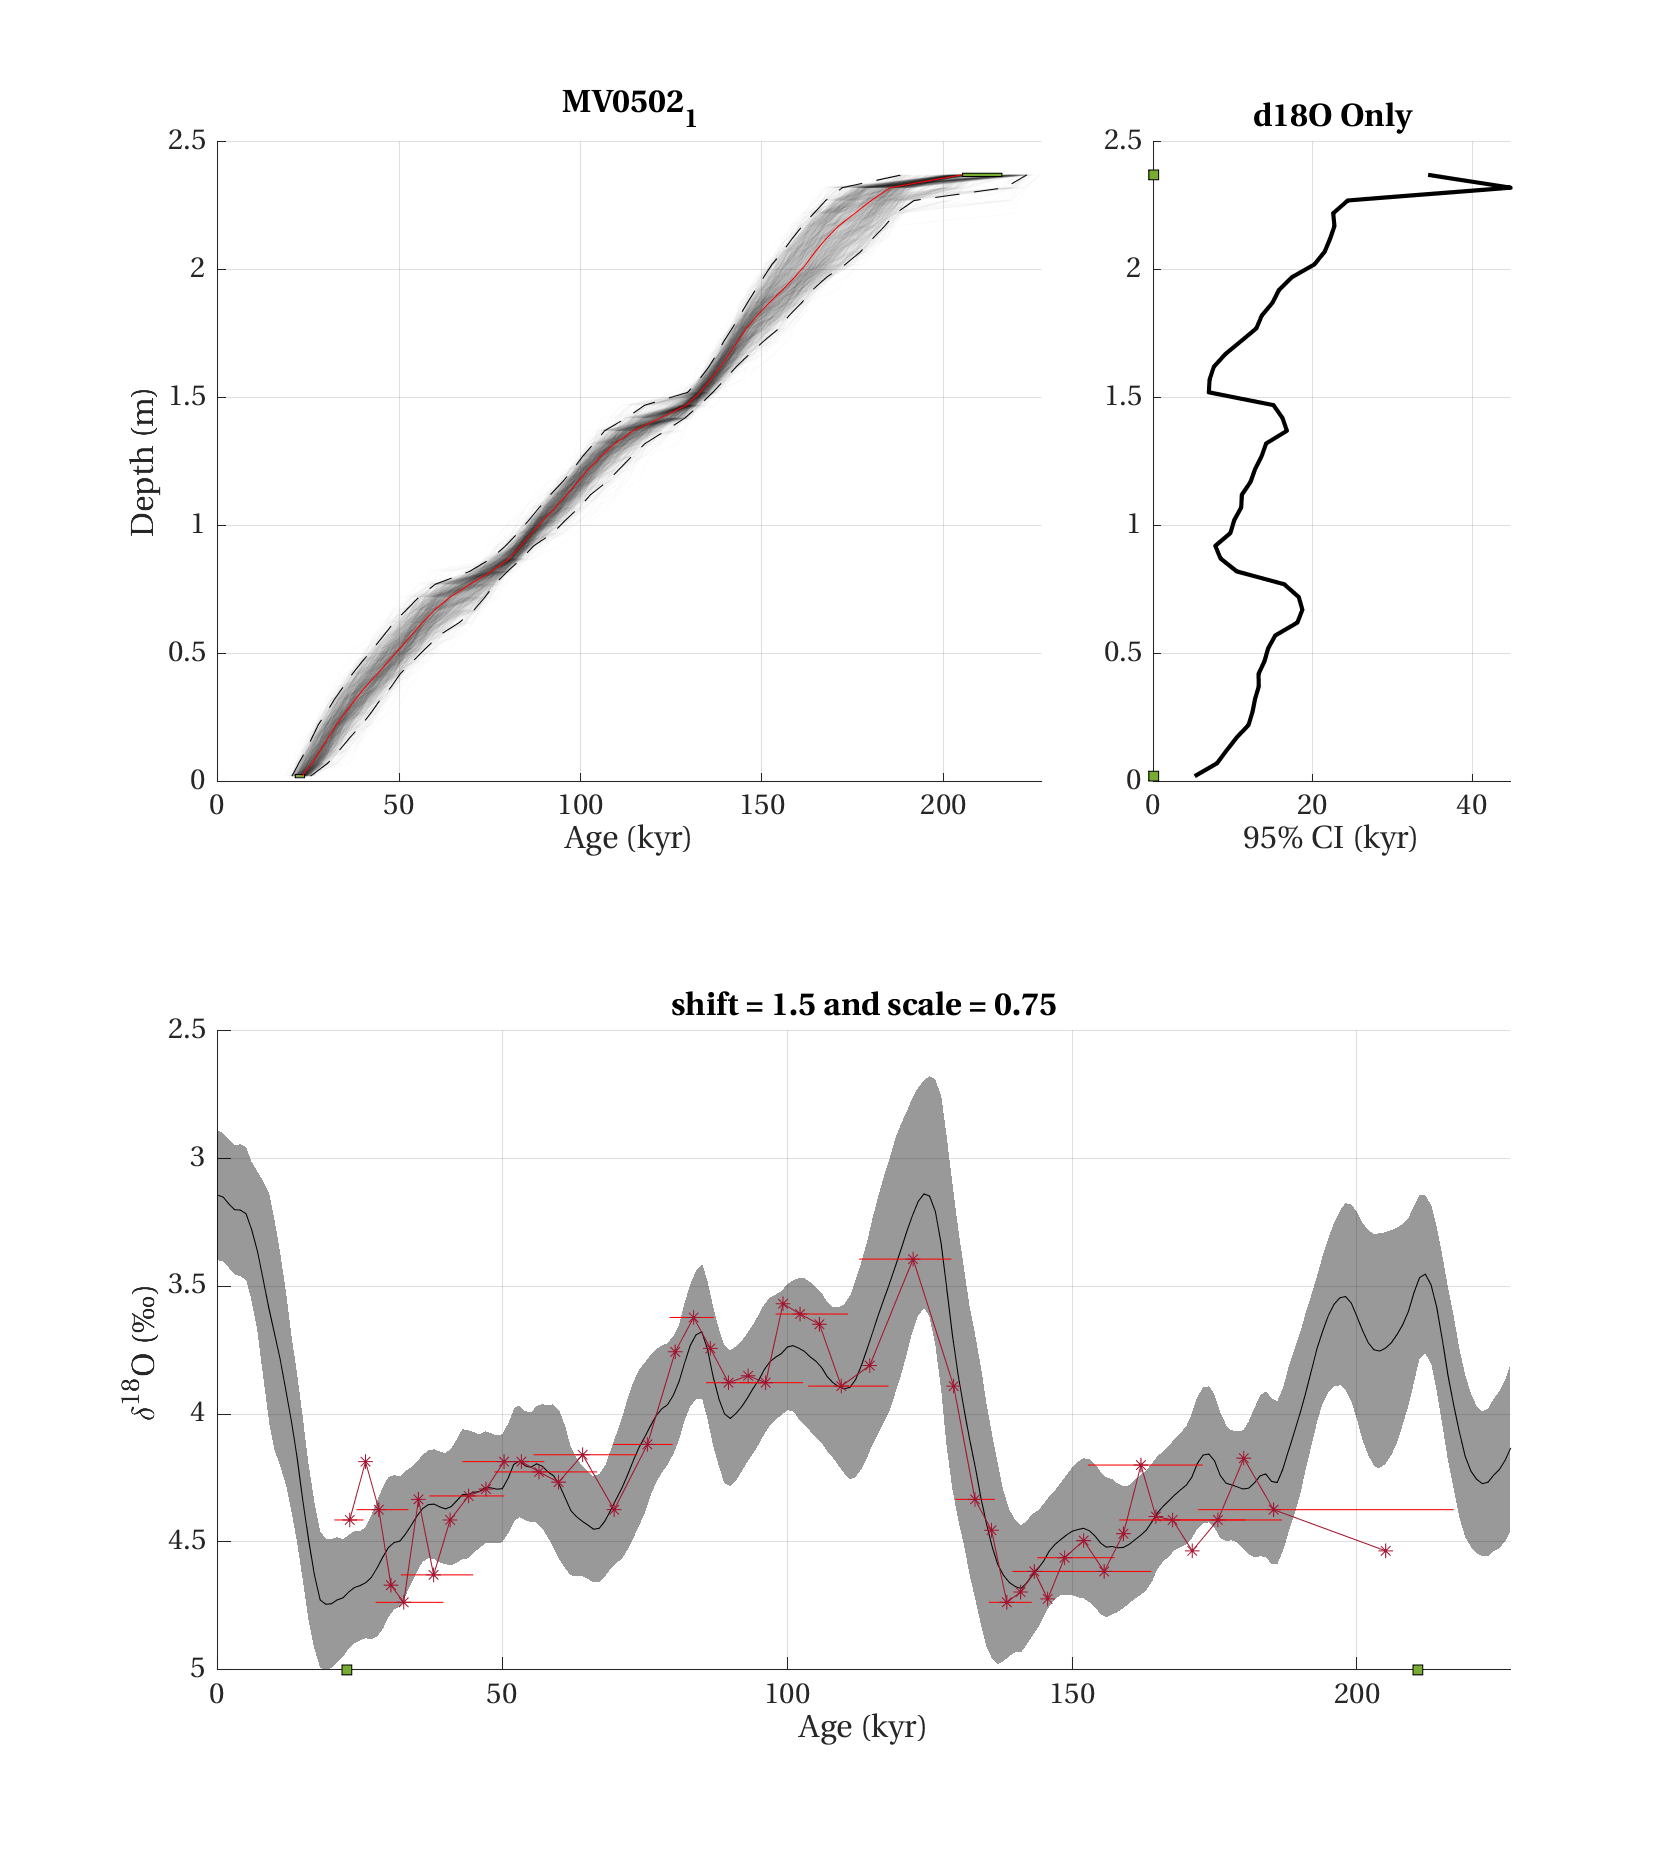 MV0502₁
2.5
2
1.5
1
0.5
0
Depth (m)
0 50 100 150 200
Age (kyr)
d18O Only
2.5
2
1.5
1
0.5
0
0 20 40
95% CI (kyr)
shift = 1.5 and scale = 0.75
2.5
3
3.5
4
4.5
5
δ¹⁸O (‰)
0 50 100 150 200
Age (kyr)